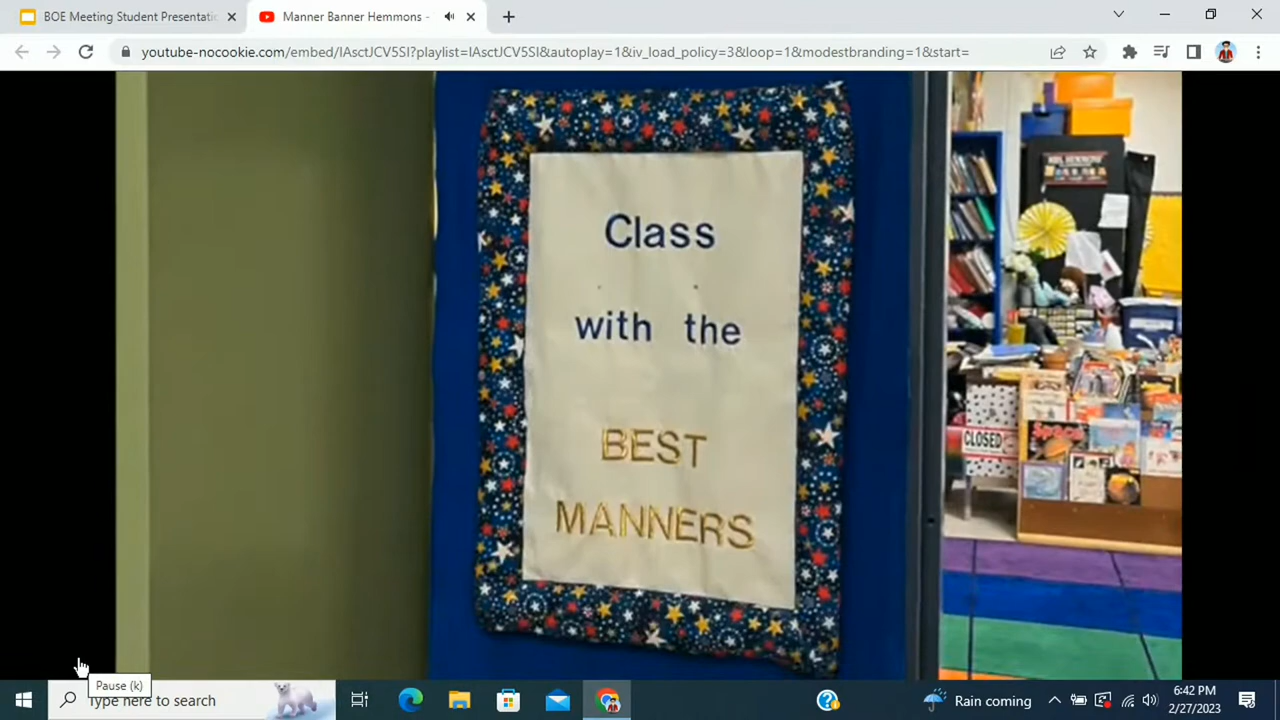 BOE Meeting Student Presentatio
Manner Banner Hemmons -
youtube-nocookie.com/embed/lAsctJCV5SI?playlist=lAsctJCV5SI&autoplay=1&iv_load_policy=3&loop=1&modestbranding=1&start=
Class
with the
BEST
MANNERS
CLOSED
Space
Pause (k)
Type here to search
Rain coming
6:42 PM
2/27/2023